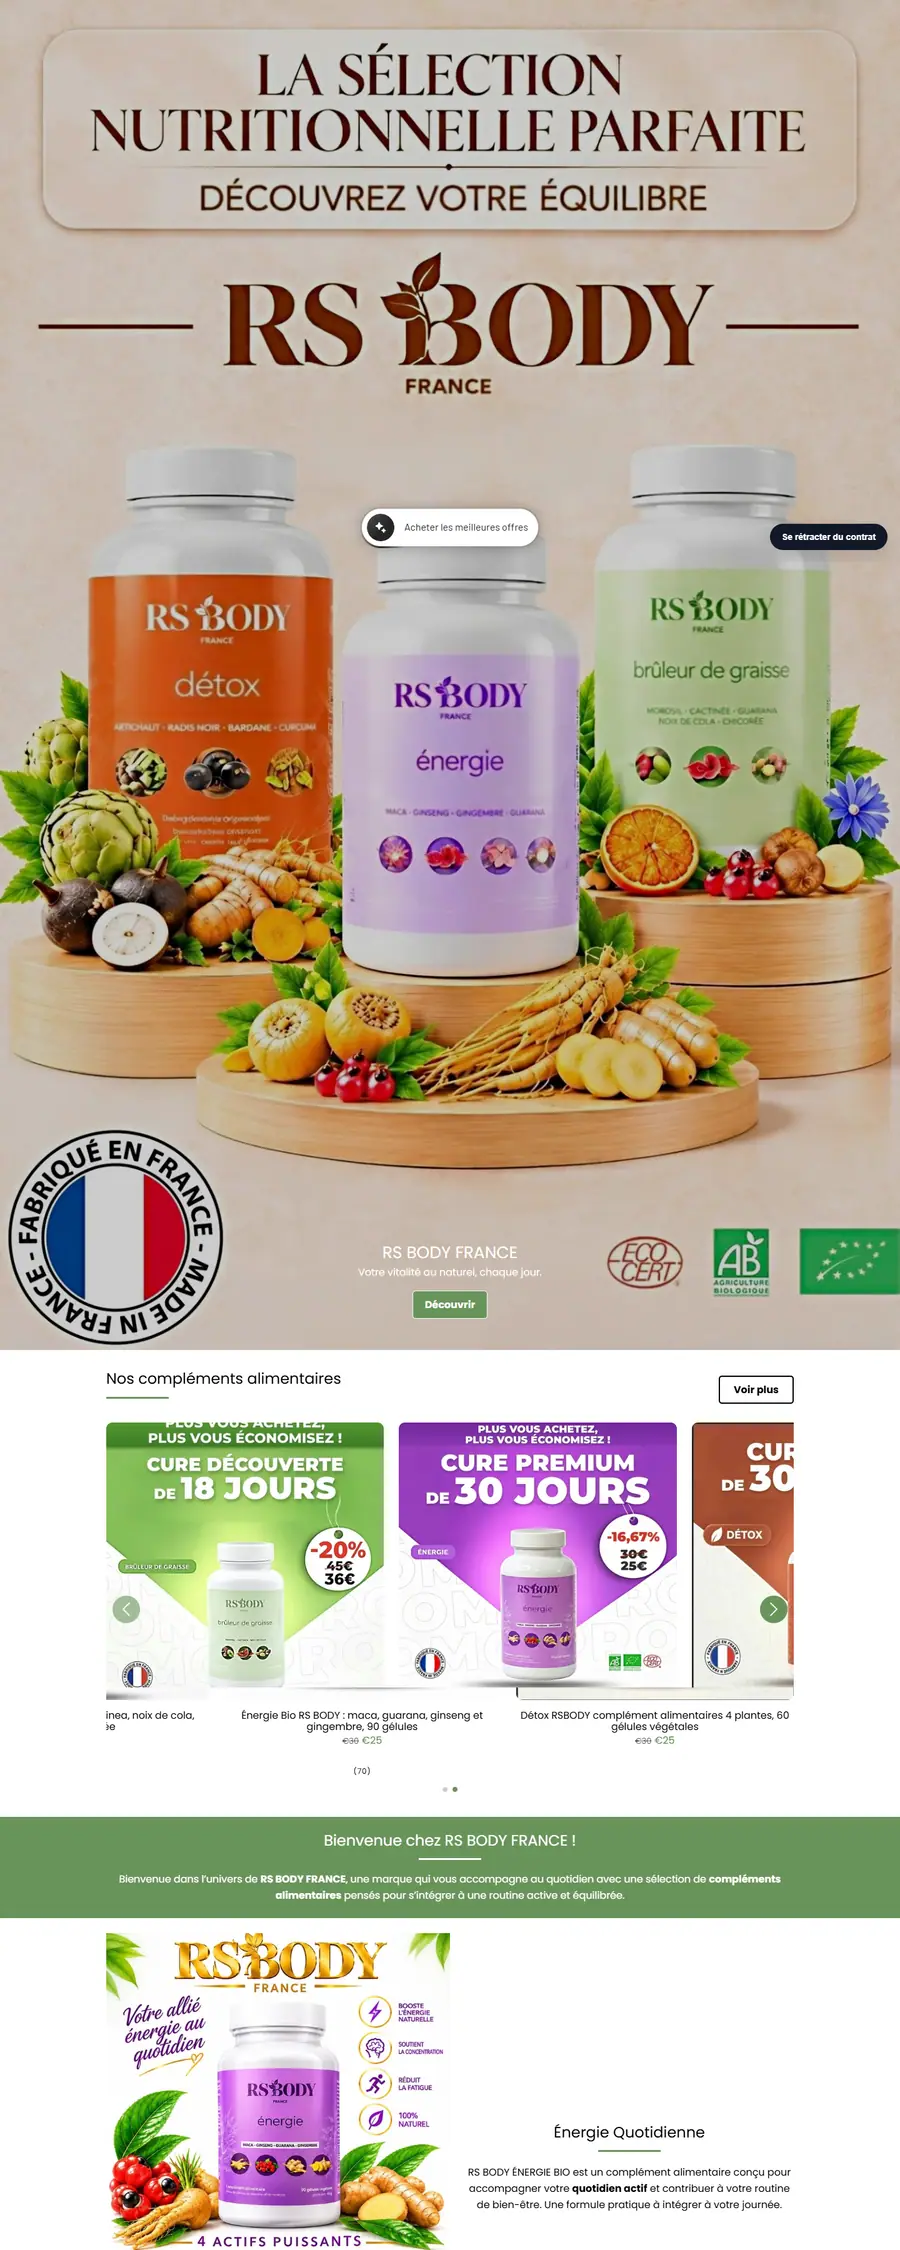 LA SÉLECTION
NUTRITIONNELLE PARFAITE
DÉCOUVREZ VOTRE ÉQUILIBRE
RS BODY
FRANCE
Acheter les meilleures offres
Se rétracter du contrat
RS BODY
FRANCE
détox
ARTICHAUT - RADIS NOIR - BARDANE - CURCUMA
RS BODY
FRANCE
énergie
MACA - GINSENG - GINGEMBRE - GUARANA
RS BODY
FRANCE
brûleur de graisse
MOROSIL - CACTINÉE - GUARANA
NOIX DE COLA - CHICORÉE
FABRIQUÉ EN FRANCE - MADE IN FRANCE -
RS BODY FRANCE
Votre vitalité au naturel, chaque jour.
Découvrir
ECO
CERT
AB
AGRICULTURE
BIOLOGIQUE
Nos compléments alimentaires
Voir plus
PLUS VOUS ACHETEZ,
PLUS VOUS ÉCONOMISEZ !
CURE DÉCOUVERTE
DE 18 JOURS
-20%
45€
36€
BRÛLEUR DE GRAISSE
RS BODY
brûleur de graisse
PLUS VOUS ACHETEZ,
PLUS VOUS ÉCONOMISEZ !
CURE PREMIUM
DE 30 JOURS
-16,67%
30€
25€
ÉNERGIE
RS BODY
énergie
CUR
DE 30
DÉTOX
inea, noix de cola,
ée
Énergie Bio RS BODY : maca, guarana, ginseng et
gingembre, 90 gélules
€30 €25
(70)
Détox RSBODY complément alimentaires 4 plantes, 60
gélules végétales
€30 €25
Bienvenue chez RS BODY FRANCE !
Bienvenue dans l'univers de RS BODY FRANCE, une marque qui vous accompagne au quotidien avec une sélection de compléments
alimentaires pensés pour s'intégrer à une routine active et équilibrée.
RS BODY
FRANCE
Votre allié
énergie au
quotidien
BOOSTE
L'ÉNERGIE
NATURELLE
SOUTIENT
LA CONCENTRATION
RÉDUIT
LA FATIGUE
100%
NATUREL
RS BODY
FRANCE
énergie
MACA - GINSENG - GUARANA - GINGEMBRE
4 ACTIFS PUISSANTS
Énergie Quotidienne
RS BODY ÉNERGIE BIO est un complément alimentaire conçu pour
accompagner votre quotidien actif et contribuer à votre routine
de bien-être. Une formule pratique à intégrer à votre journée.